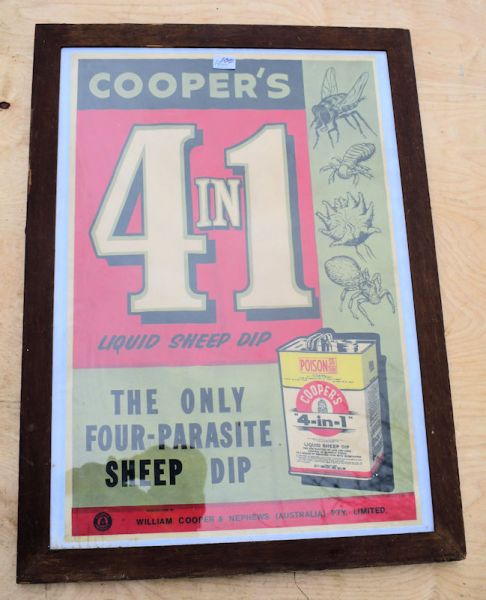 COOPER'S
4 IN 1
LIQUID SHEEP DIP
THE ONLY
FOUR-PARASITE
SHEEP DIP
POISON
COOPER'S
"4-in-1"
LIQUID SHEEP DIP
WILLIAM COOPER & NEPHEWS (AUSTRALIA) PTY. LIMITED.